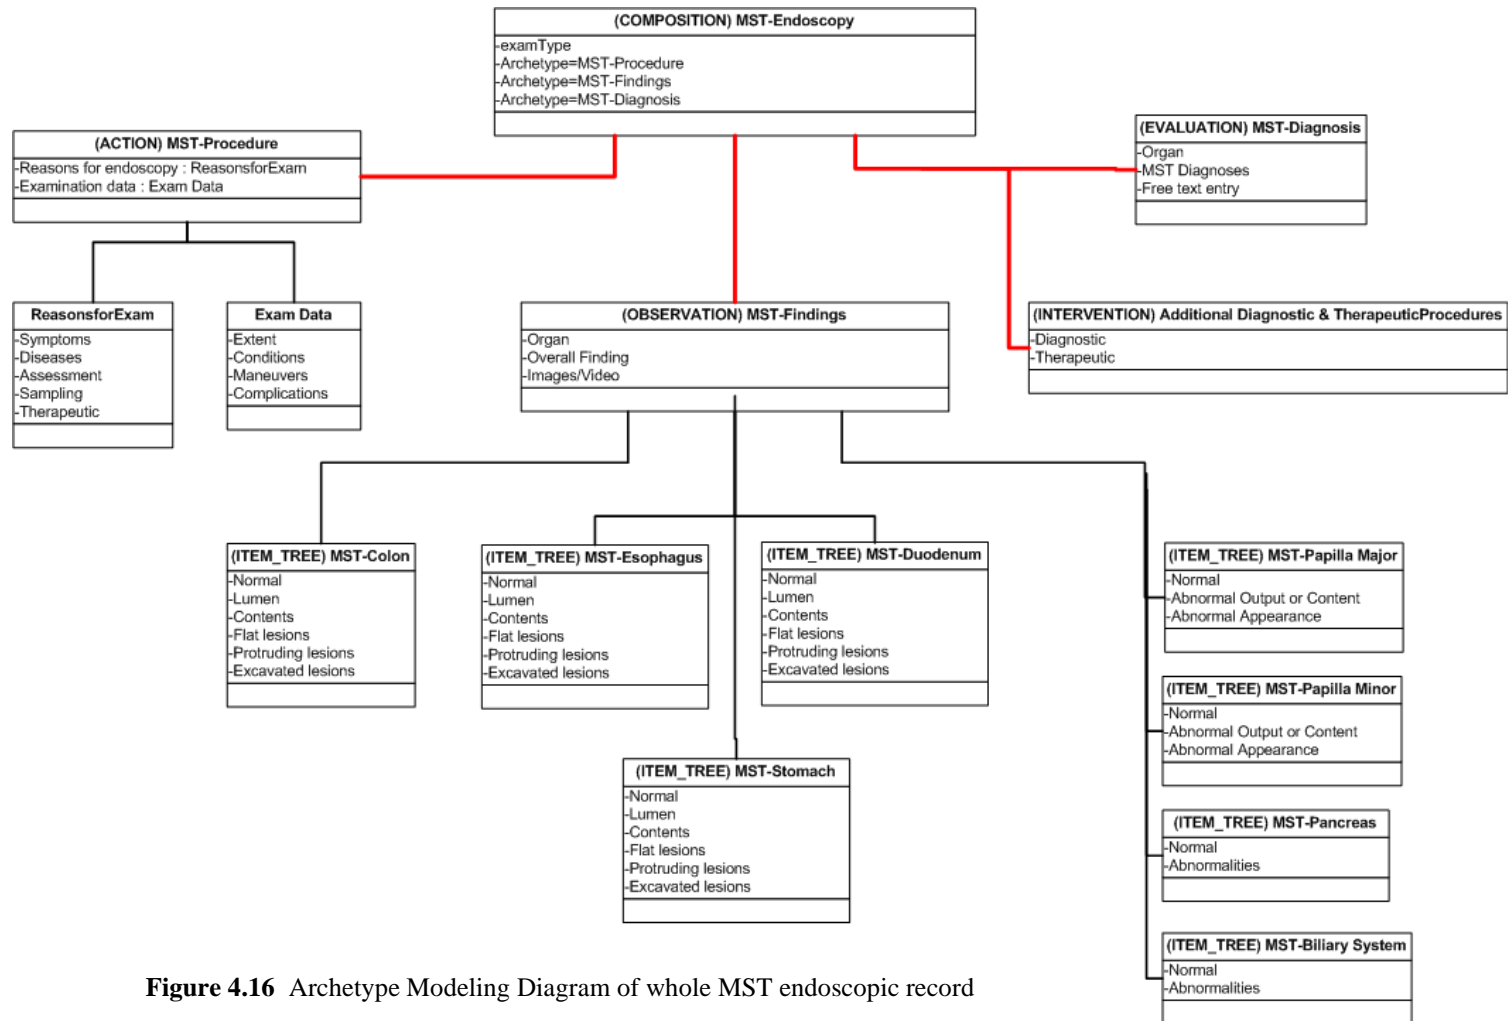 (COMPOSITION) MST-Endoscopy
-examType
-Archetype=MST-Procedure
-Archetype=MST-Findings
-Archetype=MST-Diagnosis
(ACTION) MST-Procedure
-Reasons for endoscopy : ReasonsforExam
-Examination data : Exam Data
(EVALUATION) MST-Diagnosis
-Organ
-MST Diagnoses
-Free text entry
ReasonsforExam
-Symptoms
-Diseases
-Assessment
-Sampling
-Therapeutic
Exam Data
-Extent
-Conditions
-Maneuvers
-Complications
(OBSERVATION) MST-Findings
-Organ
-Overall Finding
-Images/Video
(INTERVENTION) Additional Diagnostic & TherapeuticProcedures
-Diagnostic
-Therapeutic
(ITEM_TREE) MST-Colon
-Normal
-Lumen
-Contents
-Flat lesions
-Protruding lesions
-Excavated lesions
(ITEM_TREE) MST-Esophagus
-Normal
-Lumen
-Contents
-Flat lesions
-Protruding lesions
-Excavated lesions
(ITEM_TREE) MST-Duodenum
-Normal
-Lumen
-Contents
-Flat lesions
-Protruding lesions
-Excavated lesions
(ITEM_TREE) MST-Papilla Major
-Normal
-Abnormal Output or Content
-Abnormal Appearance
(ITEM_TREE) MST-Papilla Minor
-Normal
-Abnormal Output or Content
-Abnormal Appearance
(ITEM_TREE) MST-Stomach
-Normal
-Lumen
-Contents
-Flat lesions
-Protruding lesions
-Excavated lesions
(ITEM_TREE) MST-Pancreas
-Normal
-Abnormalities
(ITEM_TREE) MST-Biliary System
-Normal
-Abnormalities
Figure 4.16 Archetype Modeling Diagram of whole MST endoscopic record